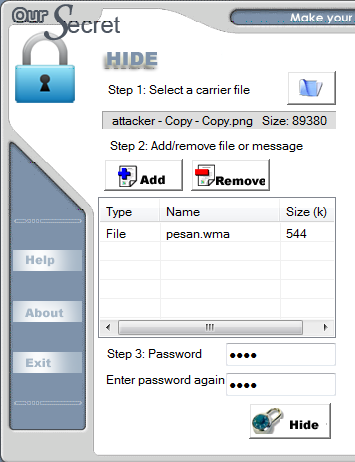 Our Secret
Make your
HIDE
Step 1: Select a carrier file
attacker - Copy - Copy.png Size: 89380
Step 2: Add/remove file or message
Add Remove
Type Name Size (k)
File pesan.wma 544
Step 3: Password ●●●●
Enter password again ●●●●
Hide
Help
About
Exit